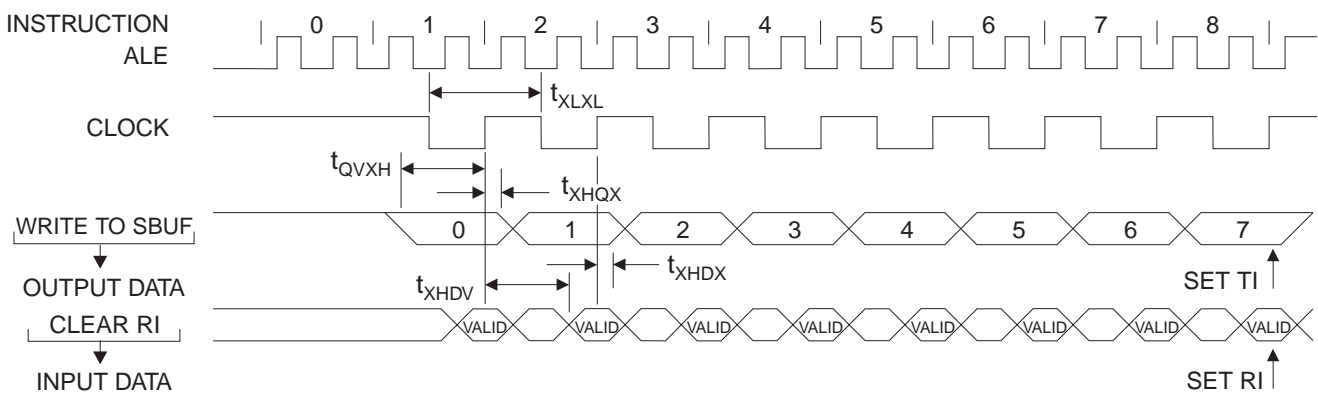 INSTRUCTION 0 1 2 3 4 5 6 7 8
ALE
tXLXL
CLOCK
tQVXH
tXHQX
WRITE TO SBUF 0 1 2 3 4 5 6 7
tXHDX
SET TI
OUTPUT DATA
tXHDV
CLEAR RI VALID VALID VALID VALID VALID VALID VALID VALID
INPUT DATA
SET RI